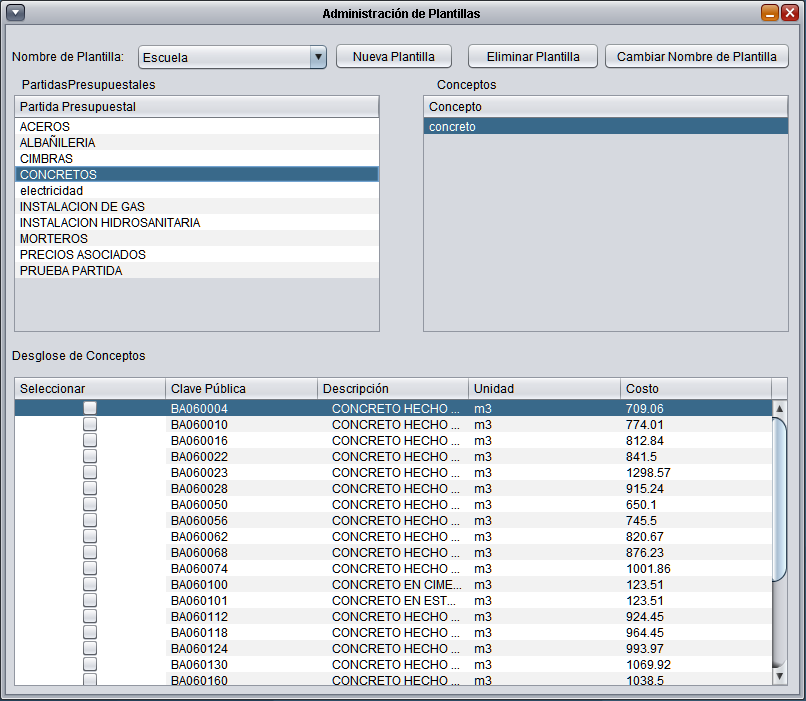 Administración de Plantillas
Nombre de Plantilla: Escuela Nueva Plantilla Eliminar Plantilla Cambiar Nombre de Plantilla
PartidasPresupuestales
Partida Presupuestal
ACEROS
ALBAÑILERIA
CIMBRAS
CONCRETOS
electricidad
INSTALACION DE GAS
INSTALACION HIDROSANITARIA
MORTEROS
PRECIOS ASOCIADOS
PRUEBA PARTIDA
Conceptos
Concepto
concreto
Desglose de Conceptos
Seleccionar Clave Pública Descripción Unidad Costo
BA060004 CONCRETO HECHO ... m3 709.06
BA060010 CONCRETO HECHO ... m3 774.01
BA060016 CONCRETO HECHO ... m3 812.84
BA060022 CONCRETO HECHO ... m3 841.5
BA060023 CONCRETO HECHO ... m3 1298.57
BA060028 CONCRETO HECHO ... m3 915.24
BA060050 CONCRETO HECHO ... m3 650.1
BA060056 CONCRETO HECHO ... m3 745.5
BA060062 CONCRETO HECHO ... m3 820.67
BA060068 CONCRETO HECHO ... m3 876.23
BA060074 CONCRETO HECHO ... m3 1001.86
BA060100 CONCRETO EN CIME... m3 123.51
BA060101 CONCRETO EN EST... m3 123.51
BA060112 CONCRETO HECHO ... m3 924.45
BA060118 CONCRETO HECHO ... m3 964.45
BA060124 CONCRETO HECHO ... m3 993.97
BA060130 CONCRETO HECHO ... m3 1069.92
BA060160 CONCRETO HECHO ... m3 1038.5